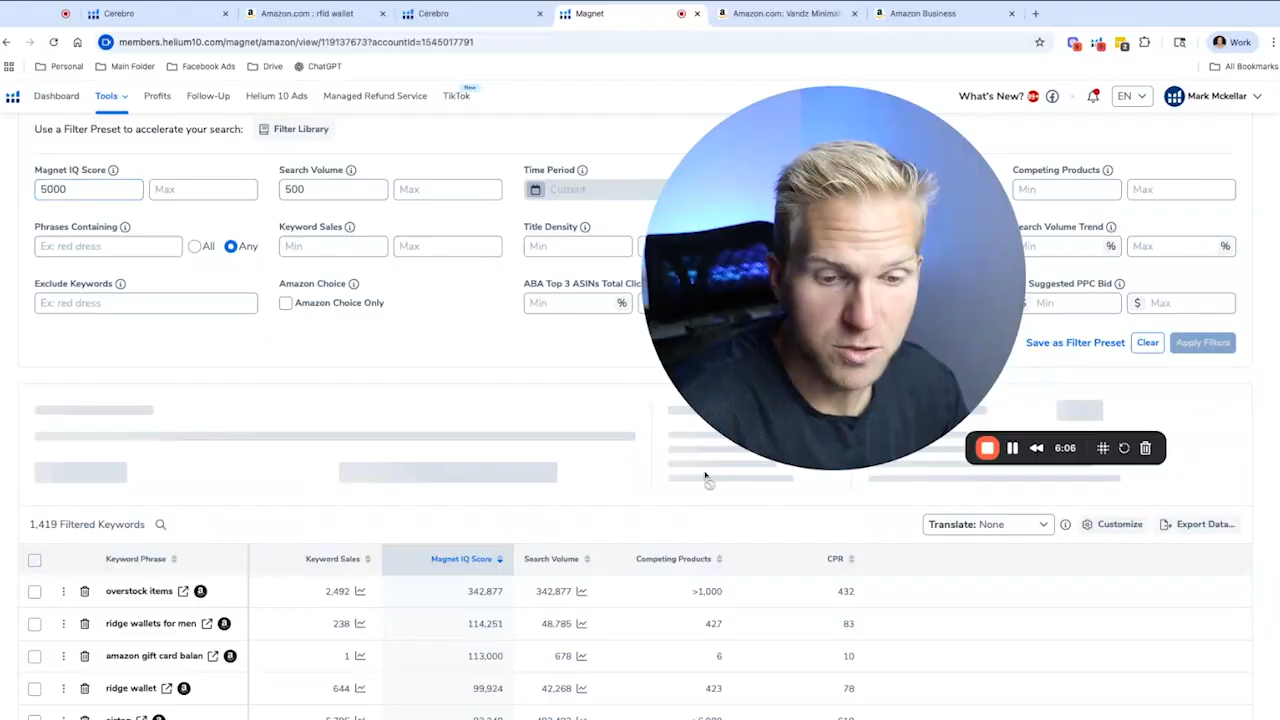 Cerebro
Amazon.com : rfid wallet
Cerebro
Magnet
Amazon.com: Vandz Minimal
Amazon Business
members.helium10.com/magnet/amazon/view/119137673?accountId=1545017791
Work
Personal
Main Folder
Facebook Ads
Drive
ChatGPT
All Bookmarks
Dashboard
Tools
Profits
Follow-Up
Helium 10 Ads
Managed Refund Service
TikTok
New
What's New?
EN
Mark Mckellar
Use a Filter Preset to accelerate your search:
Filter Library
Magnet IQ Score
Search Volume
Time Period
Competing Products
5000
Max
500
Max
Current
Min
Max
Phrases Containing
Keyword Sales
Title Density
earch Volume Trend
Ex: red dress
All
Any
Min
Max
Min
Min
%
Max
%
Exclude Keywords
Amazon Choice
ABA Top 3 ASINs Total Clic
Suggested PPC Bid
Ex: red dress
Amazon Choice Only
Min
%
$
Min
$
Max
Save as Filter Preset
Clear
Apply Filters
6:06
1,419 Filtered Keywords
Translate: None
Customize
Export Data...
Keyword Phrase
Keyword Sales
Magnet IQ Score
Search Volume
Competing Products
CPR
overstock items
2,492
342,877
342,877
>1,000
432
ridge wallets for men
238
114,251
48,785
427
83
amazon gift card balan
1
113,000
678
6
10
ridge wallet
644
99,924
42,268
423
78